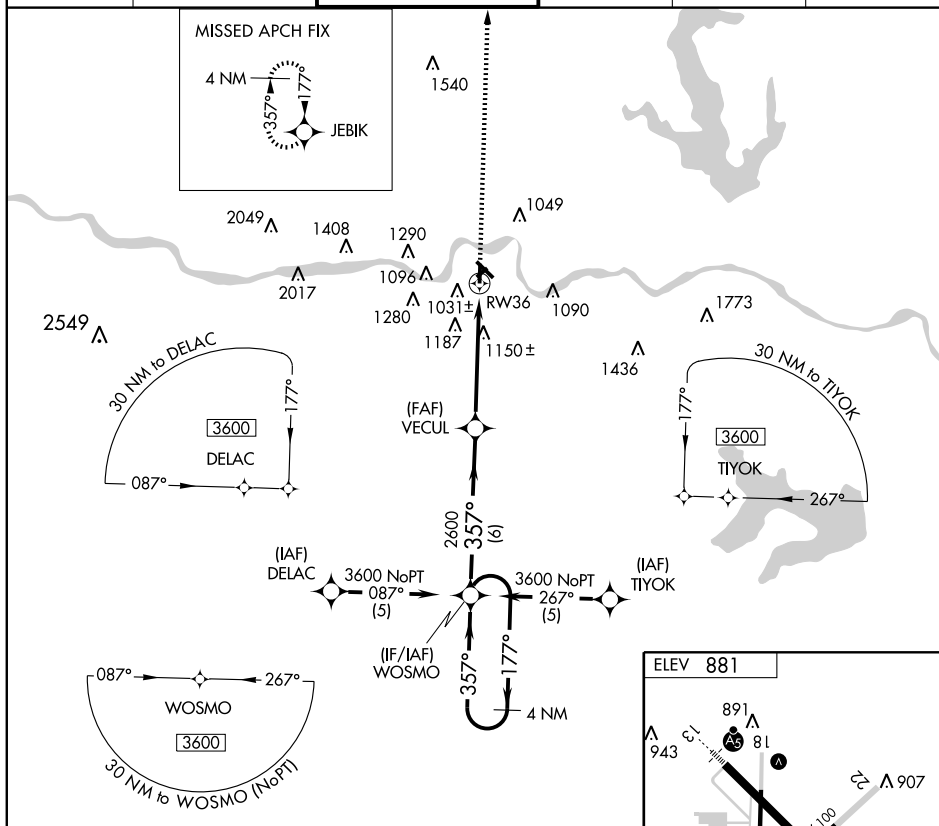 MISSED APCH FIX
4 NM
357°
177°
JEBIK
1540
2049
1408
1290
1049
2017
1096
1280
1031±
RW36
1090
1187
1150±
1773
1436
2549
30 NM to DELAC
177°
3600
DELAC
087°
(FAF)
VECUL
30 NM to TIYOK
177°
3600
TIYOK
267°
2600
357°
(6)
(IAF)
DELAC
3600 NoPT
087°
(5)
3600 NoPT
267°
(5)
(IAF)
TIYOK
(IF/IAF)
WOSMO
357°
177°
4 NM
087°
267°
WOSMO
3600
30 NM to WOSMO (NoPT)
ELEV 881
891
943
13
A5
18
V
22
907
100